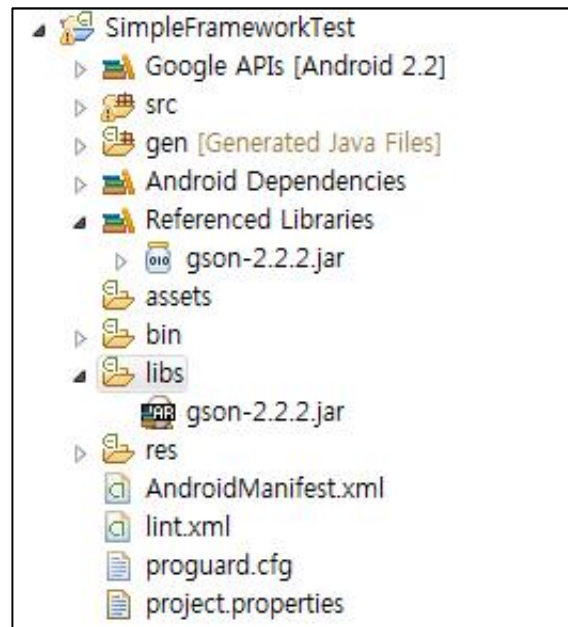 SimpleFrameworkTest
Google APIs [Android 2.2]
src
gen [Generated Java Files]
Android Dependencies
Referenced Libraries
gson-2.2.2.jar
assets
bin
libs
gson-2.2.2.jar
res
AndroidManifest.xml
lint.xml
proguard.cfg
project.properties